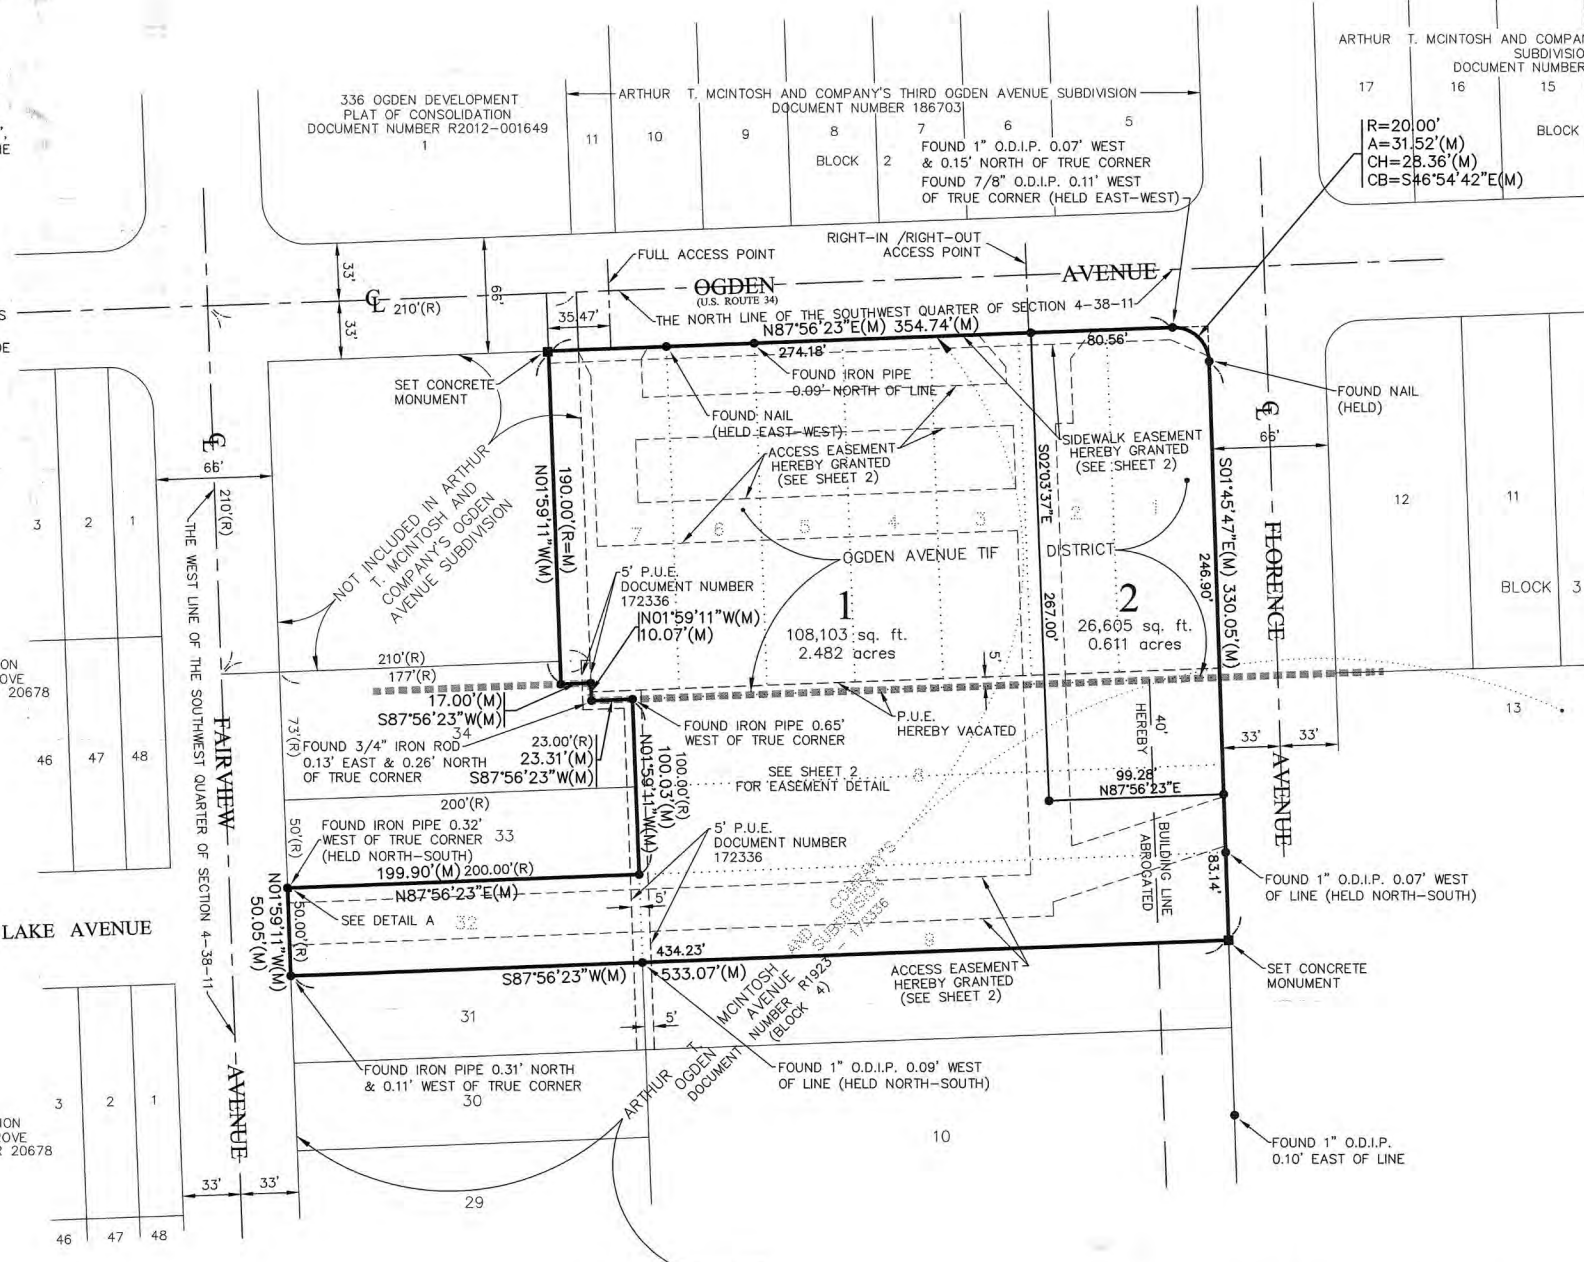 336 OGDEN DEVELOPMENT
PLAT OF CONSOLIDATION
DOCUMENT NUMBER R2012-001649
1
ARTHUR T. MCINTOSH AND COMPANY'S THIRD OGDEN AVENUE SUBDIVISION
DOCUMENT NUMBER 186703
11
10
9
8
7
6
5
BLOCK 2
FOUND 1" O.D.I.P. 0.07' WEST
& 0.15' NORTH OF TRUE CORNER
FOUND 7/8" O.D.I.P. 0.11' WEST
OF TRUE CORNER (HELD EAST-WEST)
ARTHUR T. MCINTOSH AND
SUBDIVISIO
DOCUMENT NUMBER
17
16
15
BLOCK
R=20.00'
A=31.52'(M)
CH=28.36'(M)
CB=S46°54'42"E(M)
RIGHT-IN /RIGHT-OUT
ACCESS POINT
FULL ACCESS POINT
OGDEN
(U.S. ROUTE 34)
AVENUE
33'
33'
66'
210'(R)
35.47'
THE NORTH LINE OF THE SOUTHWEST QUARTER OF SECTION 4-38-11
N87°56'23"E(M) 354.74'(M)
274.18'
80.56'
SET CONCRETE
MONUMENT
FOUND IRON PIPE
0.09' NORTH OF LINE
FOUND NAIL
(HELD EAST-WEST)
FOUND NAIL
(HELD)
ACCESS EASEMENT
HEREBY GRANTED
(SEE SHEET 2)
SIDEWALK EASEMENT
HEREBY GRANTED
(SEE SHEET 2)
66'
66'
210'(R)
3
2
1
THE WEST LINE OF THE SOUTHWEST QUARTER OF SECTION 4-38-11
NOT INCLUDED IN ARTHUR
T. MCINTOSH AND
COMPANY'S OGDEN
AVENUE SUBDIVISION
190.00'(R=M)
N01°59'11"W(M)
S02°03'37"E
267.00'
S01°45'47"E(M) 330.05'(M)
246.90'
FLORENCE
AVENUE
12
11
BLOCK 3
13
7
6
5
4
3
2
1
OGDEN AVENUE TIF
DISTRICT
5' P.U.E.
DOCUMENT NUMBER
172336
N01°59'11"W(M)
10.07'(M)
1
108,103 sq. ft.
2.482 acres
2
26,605 sq. ft.
0.611 acres
5'
210'(R)
177'(R)
17.00'(M)
S87°56'23"W(M)
34
FOUND 3/4" IRON ROD
0.13' EAST & 0.26' NORTH
OF TRUE CORNER
23.00'(R)
23.31'(M)
S87°56'23"W(M)
FOUND IRON PIPE 0.65'
WEST OF TRUE CORNER
P.U.E.
HEREBY VACATED
40'
HEREBY
33'
33'
73'(R)
FAIRVIEW
AVENUE
20678
46
47
48
100.00'(R)
100.03'(M)
N01°59'11"W(M)
SEE SHEET 2
FOR EASEMENT DETAIL
8
99.28'
N87°56'23"E
200'(R)
50'(R)
FOUND IRON PIPE 0.32'
WEST OF TRUE CORNER
(HELD NORTH-SOUTH)
33
5' P.U.E.
DOCUMENT NUMBER
172336
BUILDING LINE
ABROGATED
83.14'
199.90'(M) 200.00'(R)
N87°56'23"E(M)
FOUND 1" O.D.I.P. 0.07' WEST
OF LINE (HELD NORTH-SOUTH)
LAKE AVENUE
N01°59'11"W(M)
50.05'(M)
50.00'(R)
SEE DETAIL A
32
5'
434.23'
533.07'(M)
S87°56'23"W(M)
9
ACCESS EASEMENT
HEREBY GRANTED
(SEE SHEET 2)
SET CONCRETE
MONUMENT
ARTHUR T. MCINTOSH AND COMPANY'S
OGDEN AVENUE SUBDIVISION
DOCUMENT NUMBER R1923 - 172336
(BLOCK 4)
31
5'
FOUND IRON PIPE 0.31' NORTH
& 0.11' WEST OF TRUE CORNER
30
FOUND 1" O.D.I.P. 0.09' WEST
OF LINE (HELD NORTH-SOUTH)
3
2
1
20678
10
FOUND 1" O.D.I.P.
0.10' EAST OF LINE
33'
33'
29
46
47
48